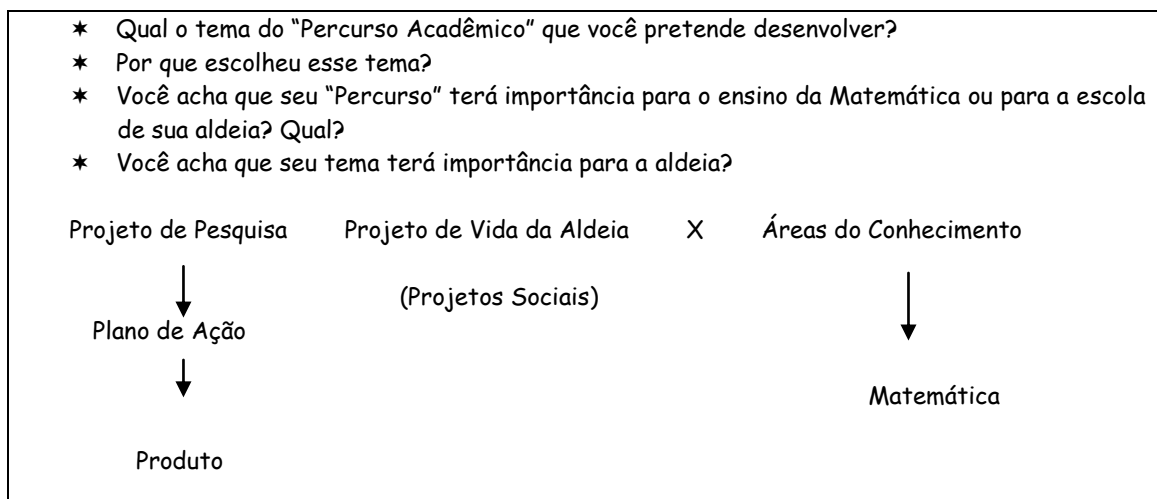 ✶ Qual o tema do “Percurso Acadêmico” que você pretende desenvolver?
✶ Por que escolheu esse tema?
✶ Você acha que seu “Percurso” terá importância para o ensino da Matemática ou para a escola
de sua aldeia? Qual?
✶ Você acha que seu tema terá importância para a aldeia?
Projeto de Pesquisa Projeto de Vida da Aldeia X Áreas do Conhecimento
(Projetos Sociais)
Plano de Ação
Matemática
Produto